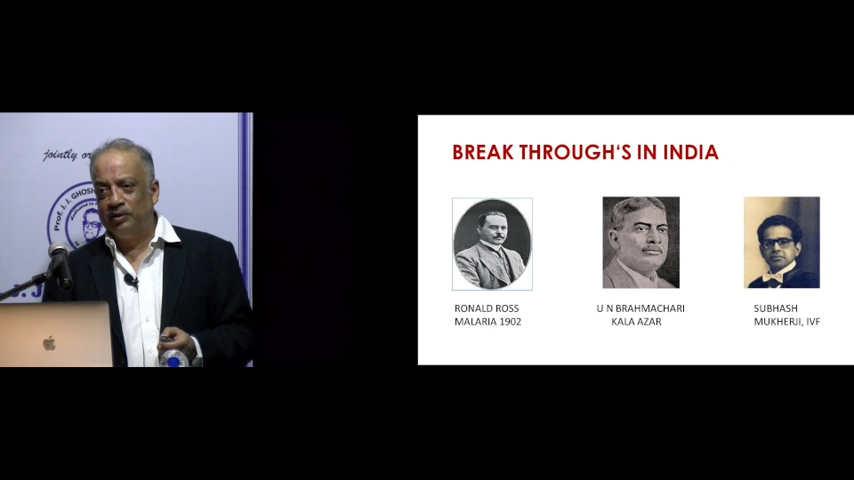 jointly or
Prof. J. J. GHOSH
BREAK THROUGH'S IN INDIA
RONALD ROSS
MALARIA 1902
U N BRAHMACHARI
KALA AZAR
SUBHASH
MUKHERJI, IVF